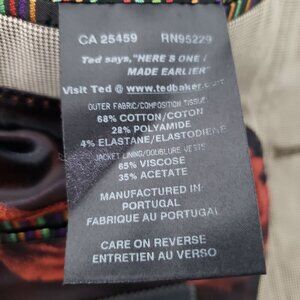 CA 25459 RN95229
Ted says,"HERE'S ONE I
MADE EARLIER"
Visit Ted @ www.tedbaker.com
OUTER FABRIC/COMPOSITION TISSU:
68% COTTON/COTON
28% POLYAMIDE
4% ELASTANE/ELASTODIENE
JACKET LINING/DOUBLURE VESTE
65% VISCOSE
35% ACETATE
MANUFACTURED IN
PORTUGAL
FABRIQUE AU PORTUGAL
CARE ON REVERSE
ENTRETIEN AU VERSO